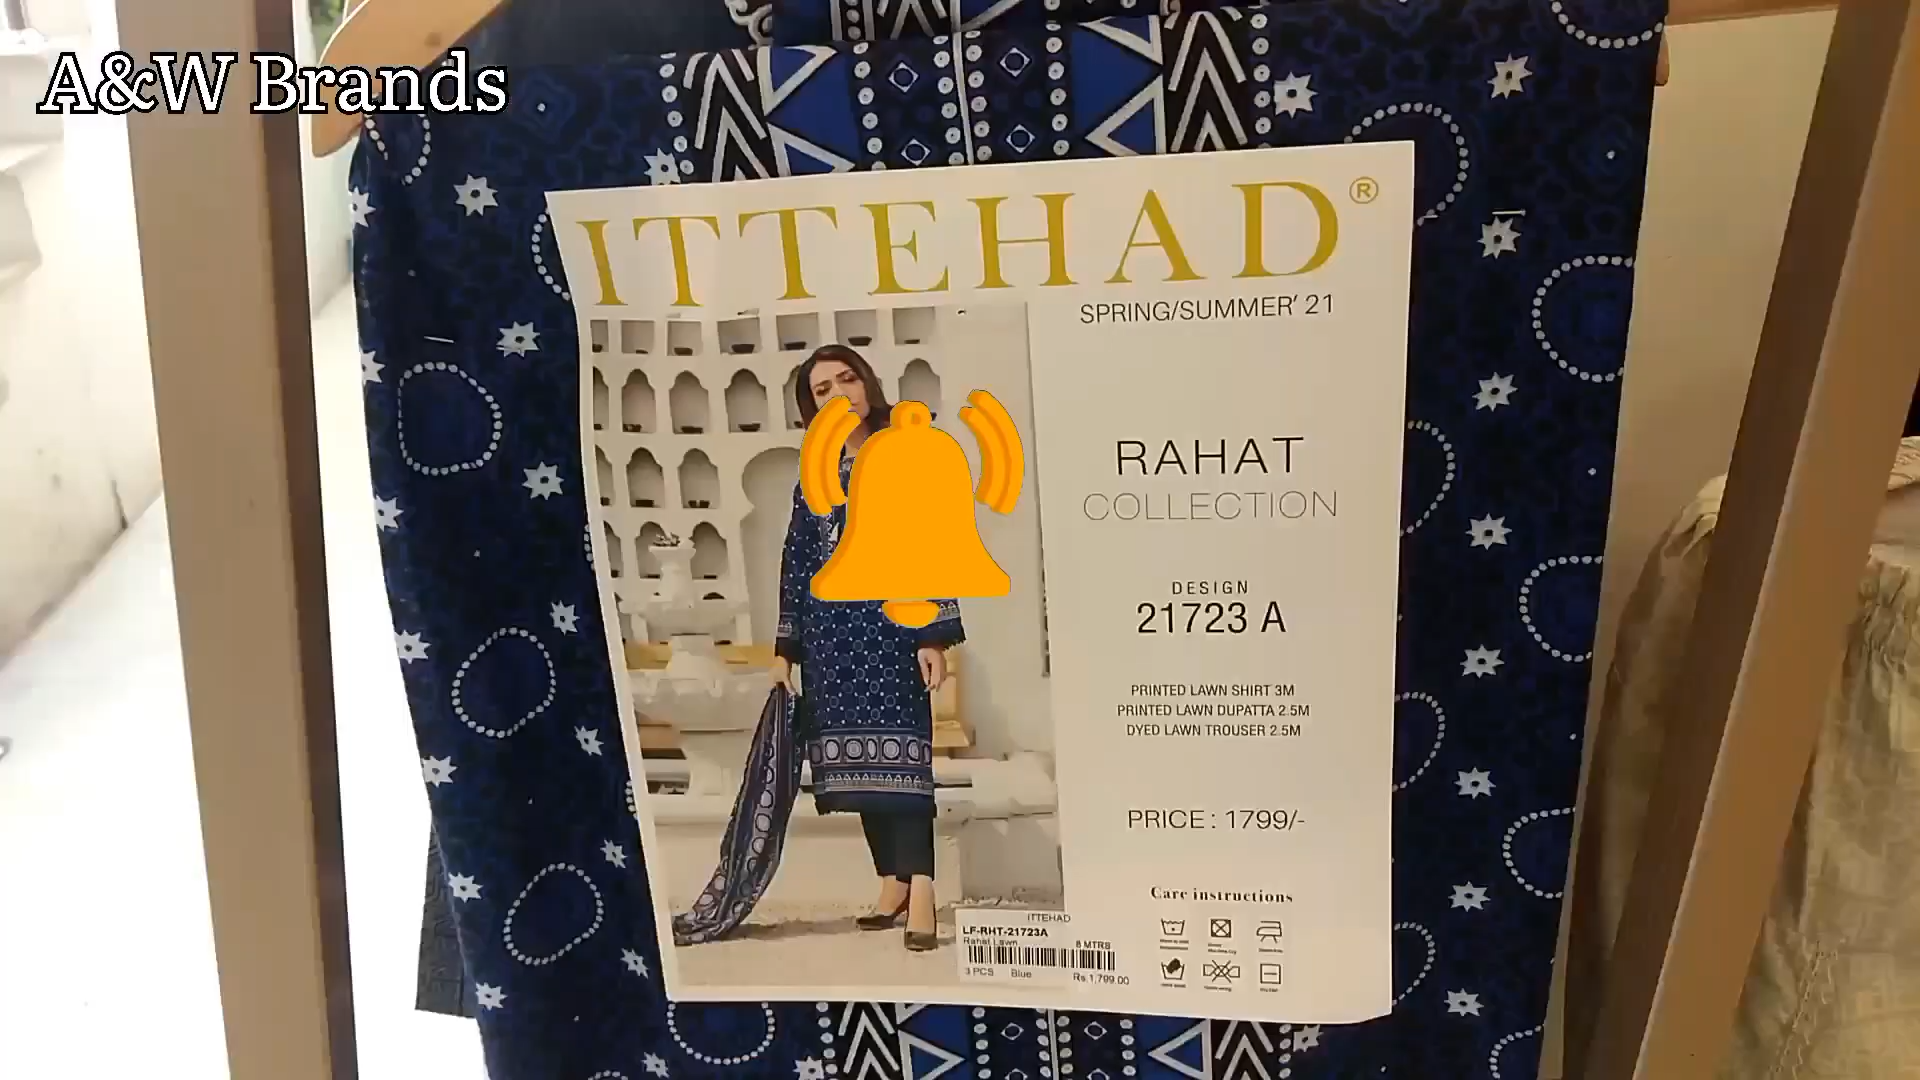 A&W Brands
ITTEHAD®
SPRING/SUMMER' 21
RAHAT
COLLECTION
DESIGN
21723 A
PRINTED LAWN SHIRT 3M
PRINTED LAWN DUPATTA 2.5M
DYED LAWN TROUSER 2.5M
PRICE : 1799/-
Care instructions
ITTEHAD
LF-RHT-21723A
Rahat Lawn 8 MTRS
3 PCS Blue Rs.1,799.00